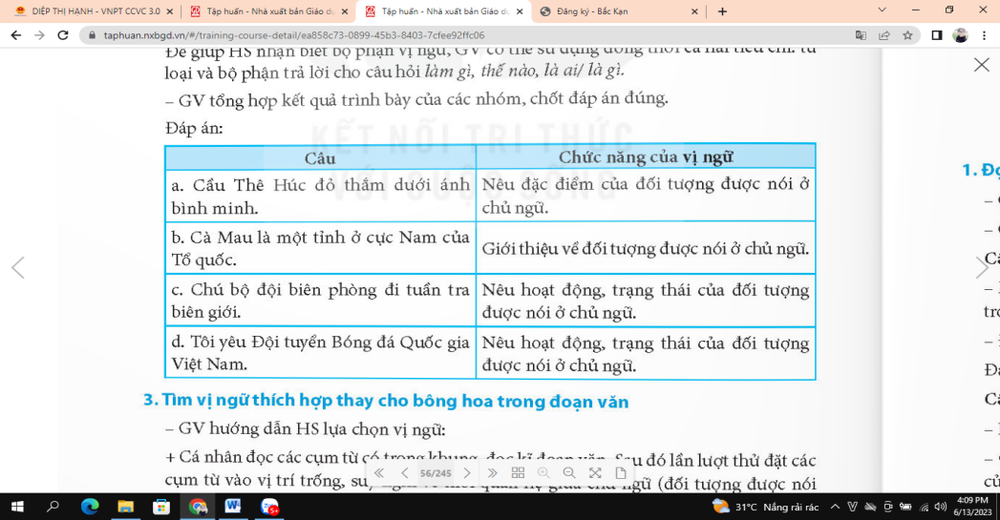 DIỆP THỊ HẠNH - VNPT CCVC 3.0
Tập huấn - Nhà xuất bản Giáo dụ
Tập huấn - Nhà xuất bản Giáo dụ
Đăng ký - Bắc Kạn
taphuan.nxbgd.vn/#/training-course-detail/ea858c73-0899-45b3-8403-7cfee92ffc06
Để giúp HS nhận biết bộ phận vị ngữ, GV có thể sử dụng đồng thời cả hai tiêu chí: từ
loại và bộ phận trả lời cho câu hỏi làm gì, thế nào, là ai/ là gì.
– GV tổng hợp kết quả trình bày của các nhóm, chốt đáp án đúng.
Đáp án:
KẾT NỐI TRI THỨC
VỚI CUỘC SỐNG
Câu
Chức năng của vị ngữ
a. Cầu Thê Húc đỏ thắm dưới ánh
bình minh.
Nêu đặc điểm của đối tượng được nói ở
chủ ngữ.
b. Cà Mau là một tỉnh ở cực Nam của
Tổ quốc.
Giới thiệu về đối tượng được nói ở chủ ngữ.
c. Chú bộ đội biên phòng đi tuần tra
biên giới.
Nêu hoạt động, trạng thái của đối tượng
được nói ở chủ ngữ.
d. Tôi yêu Đội tuyển Bóng đá Quốc gia
Việt Nam.
Nêu hoạt động, trạng thái của đối tượng
được nói ở chủ ngữ.
3. Tìm vị ngữ thích hợp thay cho bông hoa trong đoạn văn
– GV hướng dẫn HS lựa chọn vị ngữ:
+ Cá nhân đọc các cụm từ có trong khung, đọc kĩ đoạn văn. Sau đó lần lượt thử đặt các
cụm từ vào vị trí trống, suy nghĩ về mối quan hệ giữa chủ ngữ (đối tượng được nói
56/245
1. Đọ
31°C Nắng rải rác
4:09 PM
6/13/2023